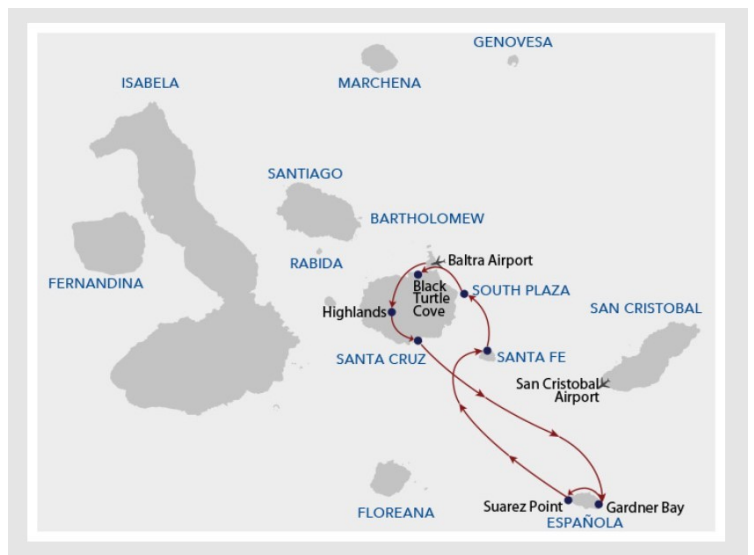 GENOVESA
ISABELA
MARCHENA
SANTIAGO
BARTHOLOMEW
Baltra Airport
RABIDA
FERNANDINA
Black
Turtle
Cove
SOUTH PLAZA
Highlands
SAN CRISTOBAL
SANTA CRUZ
SANTA FE
San Cristobal
Airport
Suarez Point
Gardner Bay
FLOREANA
ESPAÑOLA